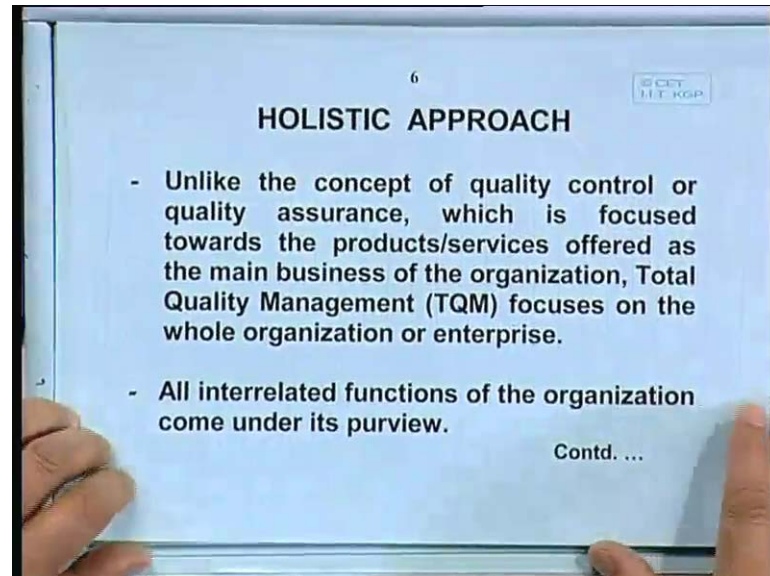 6
© CET
I.I.T. KGP
HOLISTIC APPROACH
- Unlike the concept of quality control or
quality assurance, which is focused
towards the products/services offered as
the main business of the organization, Total
Quality Management (TQM) focuses on the
whole organization or enterprise.
- All interrelated functions of the organization
come under its purview.
Contd. ...